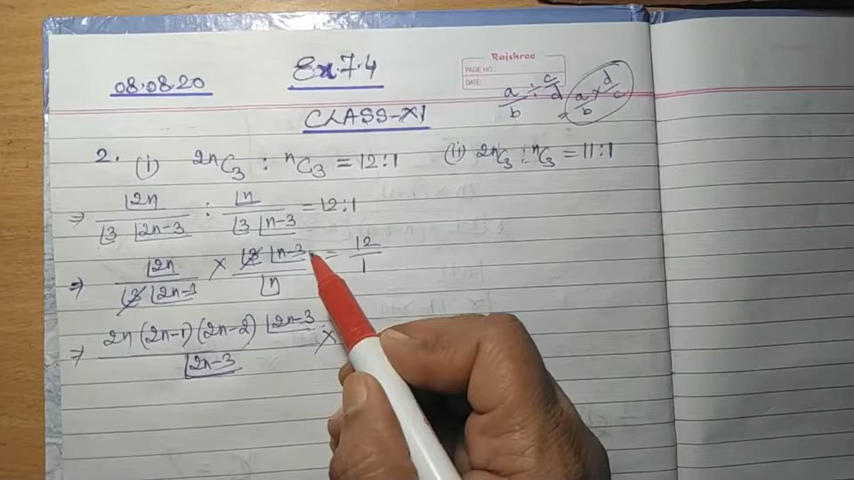 Rajshree
PAGE NO.
DATE:
08.08.20
Ex.7.4
a/b ÷ c/d
= a/b × d/c
CLASS-XI
2. (i) 2nC3 : nC3 = 12:1 (ii) 2nC3 : nC3 = 11:1
⇒ |2n / |3 |2n-3 : |n / |3 |n-3 = 12:1
⇒ |2n / |3 |2n-3 × |3 |n-3 / |n = 12/1
⇒ 2n(2n-1)(2n-2) |2n-3 / |2n-3 ×